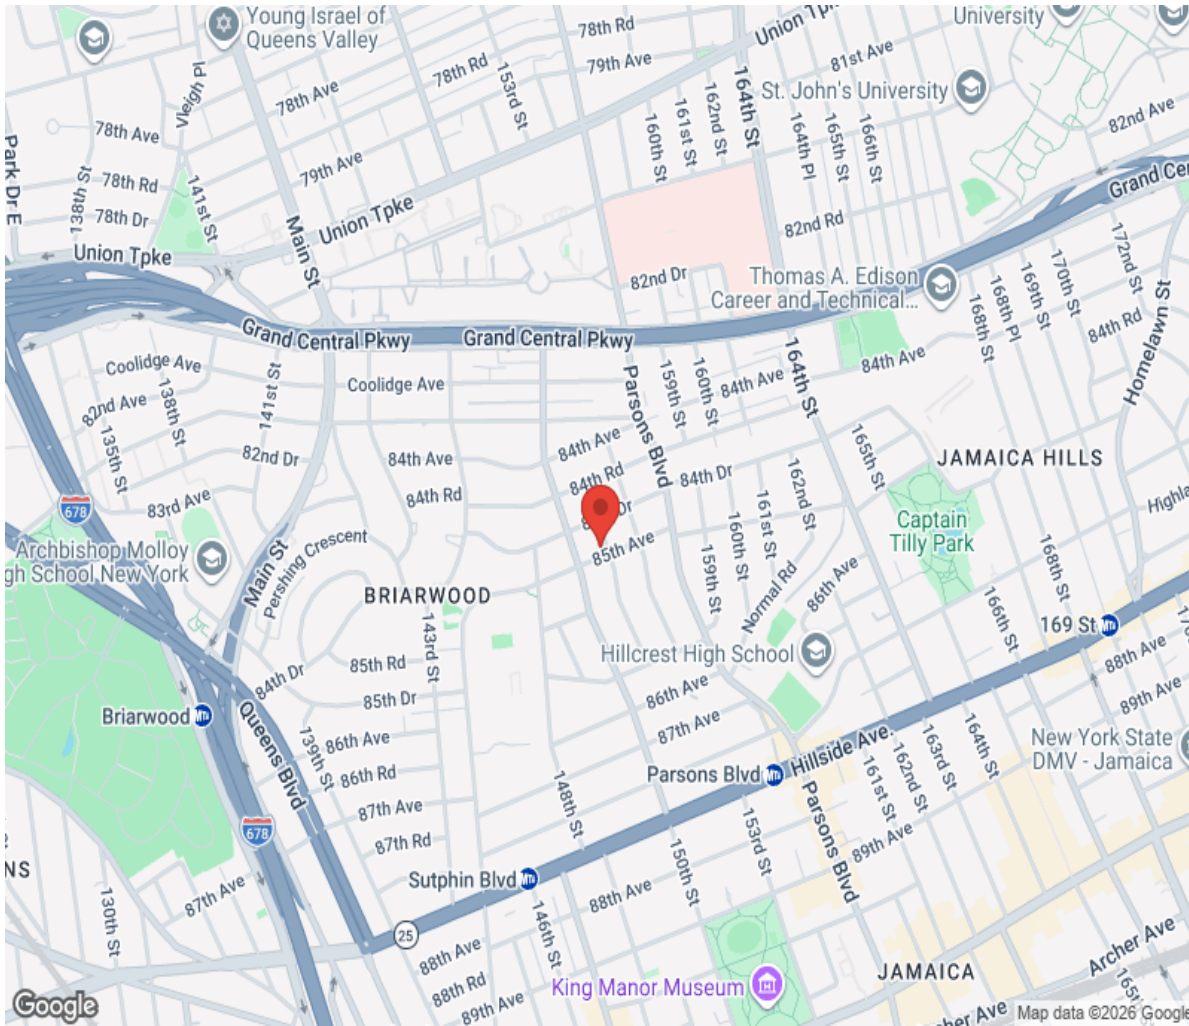 Young Israel of
Queens Valley
University
Union Tpke
78th Rd
79th Ave
81st Ave
153rd St
78th Rd
78th Ave
164th St
St. John's University
Vleigh Pl
78th Ave
160th St
161st St
162nd St
164th Pl
165th St
166th St
82nd Ave
Park Dr E
79th Ave
138th St
78th Rd
141st St
78th Dr
Union Tpke
Main St
Union Tpke
82nd Rd
Grand Cer
172nd St
170th St
169th St
168th Pl
168th St
82nd Dr
Thomas A. Edison
Career and Technical...
Homelawn St
84th Rd
Grand Central Pkwy
Grand Central Pkwy
Coolidge Ave
Coolidge Ave
141st St
138th St
82nd Ave
135th St
Parsons Blvd
159th St
160th St
84th Ave
164th St
84th Ave
84th Ave
82nd Dr
84th Ave
84th Rd
84th Dr
165th St
JAMAICA HILLS
162nd St
161st St
160th St
84th Rd
83rd Ave
678
Captain
Tilly Park
Highla
Archbishop Molloy
gh School New York
Main St
Pershing Crescent
85th Ave
159th St
Normal Rd
86th Ave
168th St
166th St
BRIARWOOD
143rd St
169 St
88th Ave
89th Ave
Hillcrest High School
85th Rd
84th Dr
85th Dr
86th Ave
Briarwood
Queens Blvd
139th St
86th Ave
87th Ave
Hillside Ave.
163rd St
164th St
162nd St
161st St
New York State
DMV - Jamaica
86th Rd
Parsons Blvd
Parsons Blvd
87th Ave
148th St
153rd St
89th Ave
678
87th Rd
150th St
Sutphin Blvd
87th Ave
88th Ave
130th St
NS
25
146th St
88th Ave
88th Rd
89th Ave
King Manor Museum
JAMAICA
Archer Ave
165th
cher Ave
Google
Map data ©2026 Google